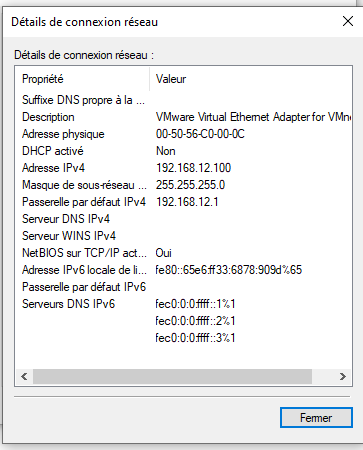 Détails de connexion réseau
Détails de connexion réseau :
Propriété Valeur
Suffixe DNS propre à la ...
Description VMware Virtual Ethernet Adapter for VMne
Adresse physique 00-50-56-C0-00-0C
DHCP activé Non
Adresse IPv4 192.168.12.100
Masque de sous-réseau ... 255.255.255.0
Passerelle par défaut IPv4 192.168.12.1
Serveur DNS IPv4
Serveur WINS IPv4
NetBIOS sur TCP/IP act... Oui
Adresse IPv6 locale de li... fe80::65e6:ff33:6878:909d%65
Passerelle par défaut IPv6
Serveurs DNS IPv6 fec0:0:0:ffff::1%1
fec0:0:0:ffff::2%1
fec0:0:0:ffff::3%1
Fermer